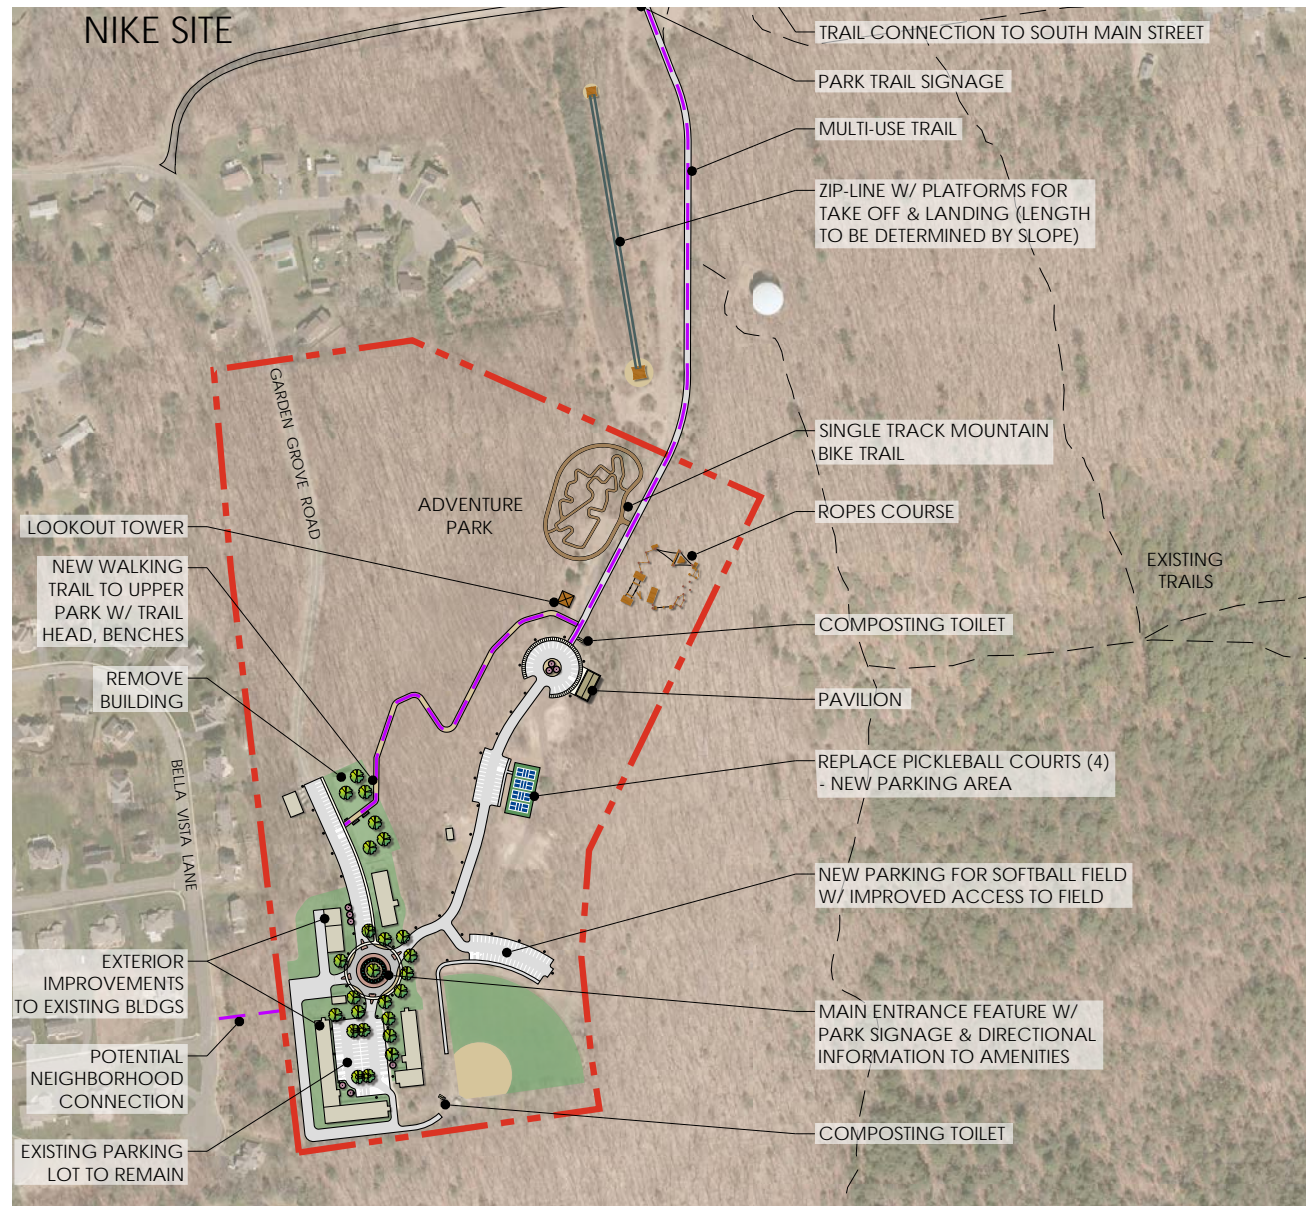 NIKE SITE
TRAIL CONNECTION TO SOUTH MAIN STREET
PARK TRAIL SIGNAGE
MULTI-USE TRAIL
ZIP-LINE W/ PLATFORMS FOR
TAKE OFF & LANDING (LENGTH
TO BE DETERMINED BY SLOPE)
GARDEN GROVE ROAD
SINGLE TRACK MOUNTAIN
BIKE TRAIL
ADVENTURE
PARK
ROPES COURSE
LOOKOUT TOWER
EXISTING
TRAILS
NEW WALKING
TRAIL TO UPPER
PARK W/ TRAIL
HEAD, BENCHES
COMPOSTING TOILET
REMOVE
BUILDING
PAVILION
BELLA VISTA LANE
REPLACE PICKLEBALL COURTS (4)
- NEW PARKING AREA
NEW PARKING FOR SOFTBALL FIELD
W/ IMPROVED ACCESS TO FIELD
EXTERIOR
IMPROVEMENTS
TO EXISTING BLDGS
MAIN ENTRANCE FEATURE W/
PARK SIGNAGE & DIRECTIONAL
INFORMATION TO AMENITIES
POTENTIAL
NEIGHBORHOOD
CONNECTION
COMPOSTING TOILET
EXISTING PARKING
LOT TO REMAIN